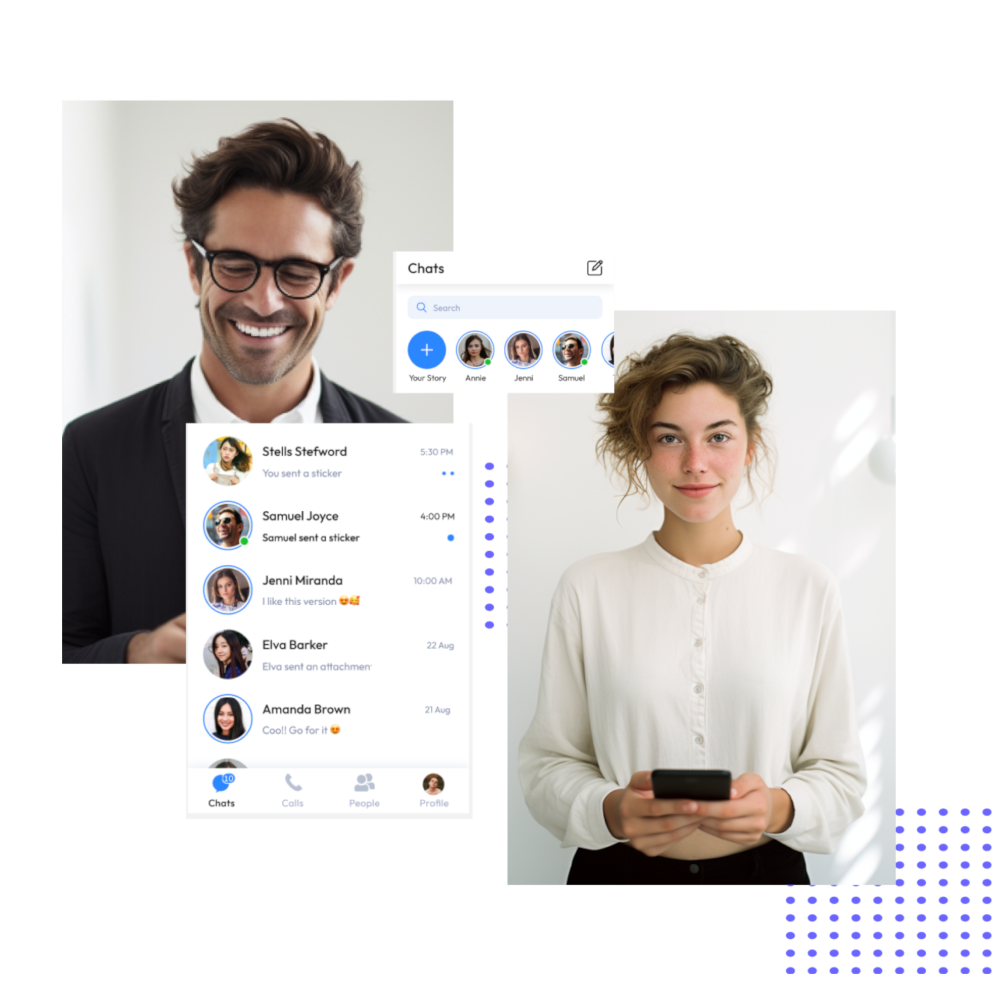 Chats
Search
Your Story
Annie
Jenni
Samuel
Stells Stefword
5:30 PM
You sent a sticker
Samuel Joyce
4:00 PM
Samuel sent a sticker
Jenni Miranda
10:00 AM
I like this version 😍🥰
Elva Barker
22 Aug
Elva sent an attachmen
Amanda Brown
21 Aug
Coo!! Go for it 😍
10
Chats
Calls
People
Profile